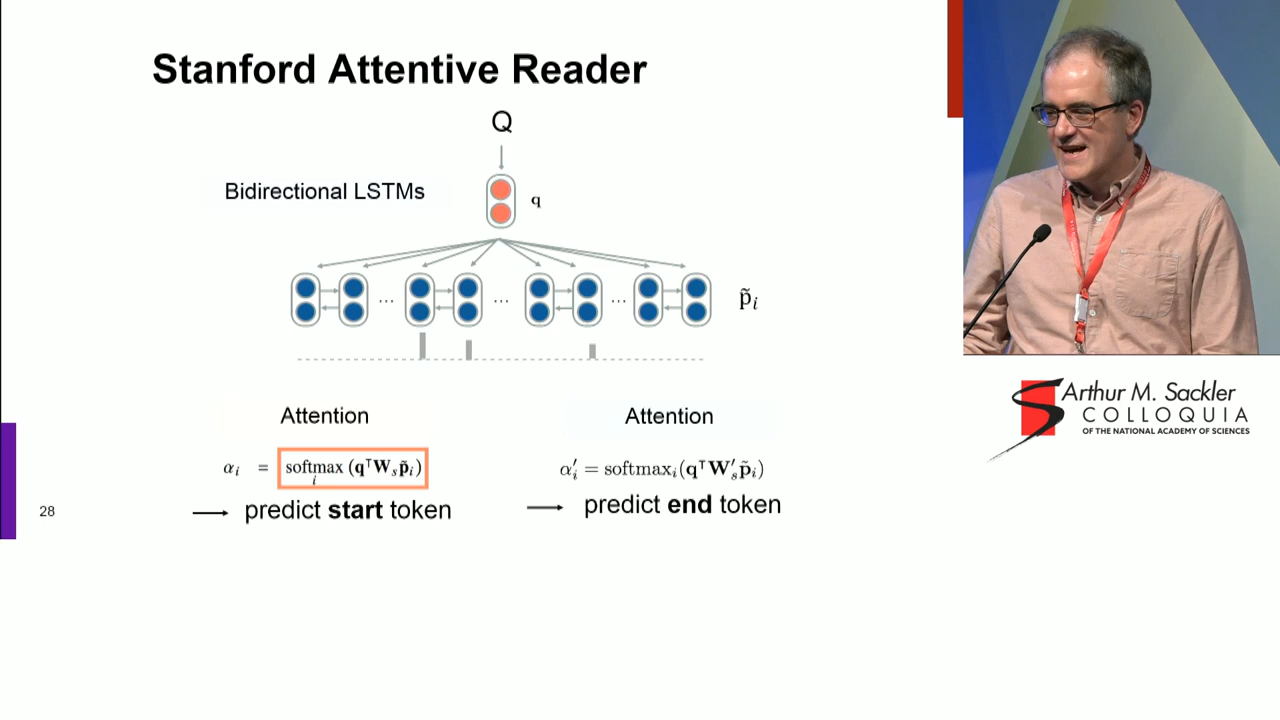 Stanford Attentive Reader
Q
Bidirectional LSTMs
q
... ... ... p̃ᵢ
Attention
Attention
αᵢ = softmaxᵢ (qᵀWₛp̃ᵢ)
α′ᵢ = softmaxᵢ(qᵀW′ₛp̃ᵢ)
→ predict start token
→ predict end token
28
Arthur M. Sackler
COLLOQUIA
OF THE NATIONAL ACADEMY OF SCIENCES